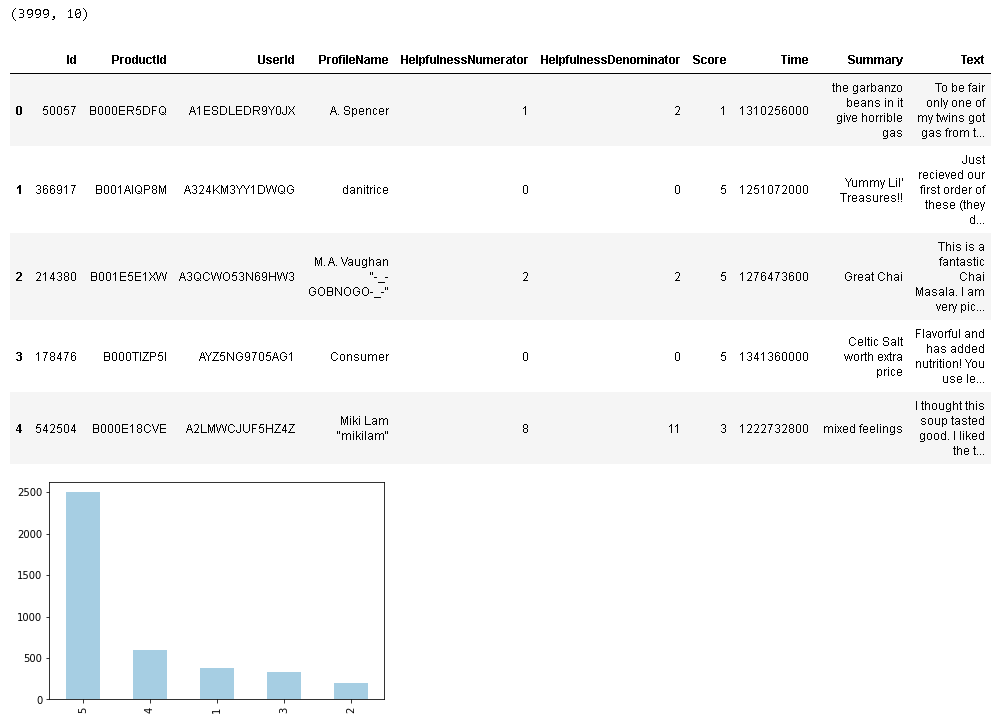 (3999, 10)
Id ProductId UserId ProfileName HelpfulnessNumerator HelpfulnessDenominator Score Time Summary Text
0 50057 B000ER5DFQ A1ESDLEDR9Y0JX A. Spencer 1 2 1 1310256000 the garbanzo beans in it give horrible gas To be fair only one of my twins got gas from t...
1 366917 B001AIQP8M A324KM3YY1DWQG danitrice 0 0 5 1251072000 Yummy Lil' Treasures!! Just recieved our first order of these (they d...
2 214380 B001E5E1XW A3QCWO53N69HW3 M. A. Vaughan "-_-GOBNOGO-_-" 2 2 5 1276473600 Great Chai This is a fantastic Chai Masala. I am very pic...
3 178476 B000TIZP5I AYZ5NG9705AG1 Consumer 0 0 5 1341360000 Celtic Salt worth extra price Flavorful and has added nutrition! You use le...
4 542504 B000E18CVE A2LMWCJUF5HZ4Z Miki Lam "mikilam" 8 11 3 1222732800 mixed feelings I thought this soup tasted good. I liked the t...
2500
2000
1500
1000
500
0
5 4 1 3 2